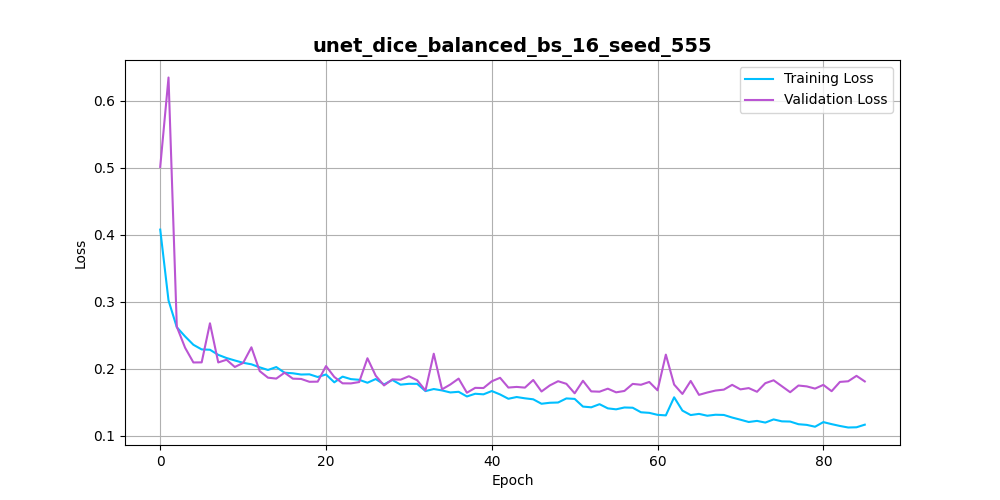 unet_dice_balanced_bs_16_seed_555
Training Loss
Validation Loss
Loss
0.6
0.5
0.4
0.3
0.2
0.1
0
20
40
60
80
Epoch